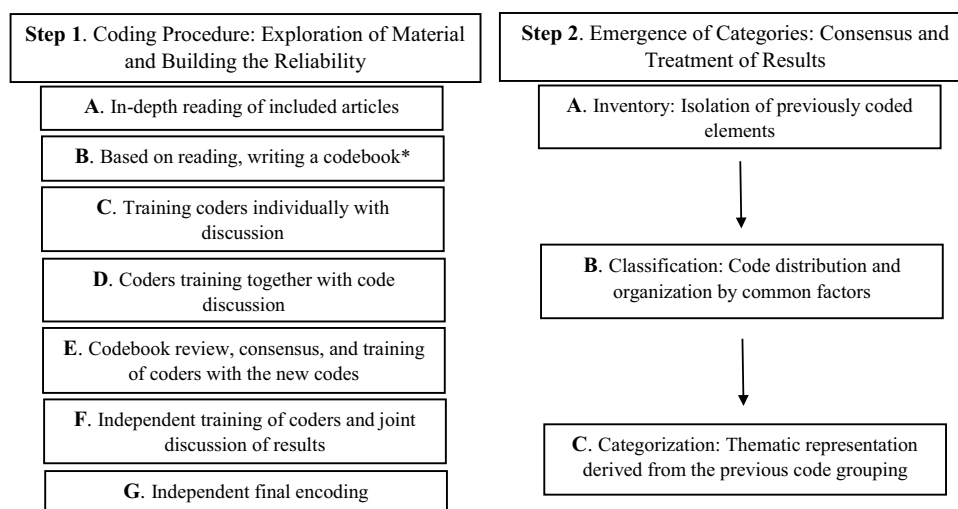 Step 1. Coding Procedure: Exploration of Material
and Building the Reliability
A. In-depth reading of included articles
B. Based on reading, writing a codebook*
C. Training coders individually with
discussion
D. Coders training together with code
discussion
E. Codebook review, consensus, and training
of coders with the new codes
F. Independent training of coders and joint
discussion of results
G. Independent final encoding
Step 2. Emergence of Categories: Consensus and
Treatment of Results
A. Inventory: Isolation of previously coded
elements
B. Classification: Code distribution and
organization by common factors
C. Categorization: Thematic representation
derived from the previous code grouping